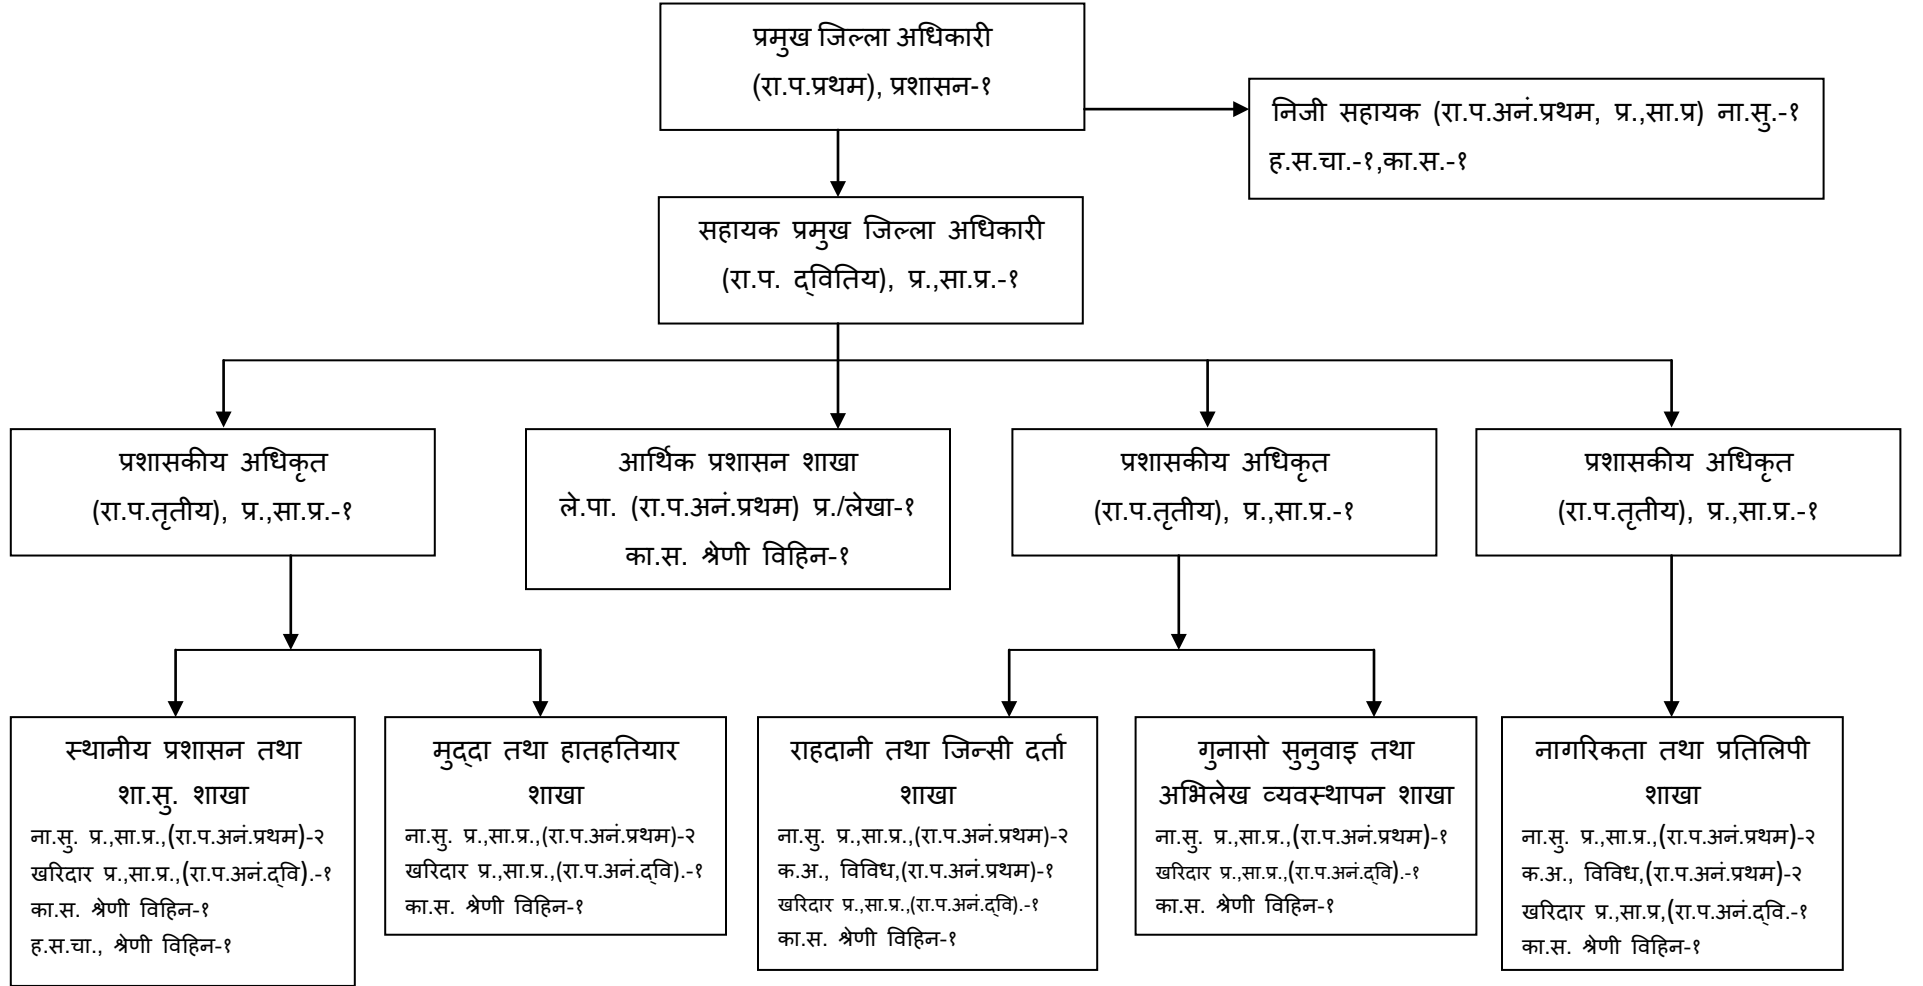 प्रमुख जिल्ला अधिकारी
(रा.प.प्रथम), प्रशासन-१
निजी सहायक (रा.प.अनं.प्रथम, प्र.,सा.प्र) ना.सु.-१
ह.स.चा.-१,का.स.-१
सहायक प्रमुख जिल्ला अधिकारी
(रा.प. द्वितिय), प्र.,सा.प्र.-१
प्रशासकीय अधिकृत
(रा.प.तृतीय), प्र.,सा.प्र.-१
आर्थिक प्रशासन शाखा
ले.पा. (रा.प.अनं.प्रथम) प्र./लेखा-१
का.स. श्रेणी विहिन-१
प्रशासकीय अधिकृत
(रा.प.तृतीय), प्र.,सा.प्र.-१
प्रशासकीय अधिकृत
(रा.प.तृतीय), प्र.,सा.प्र.-१
स्थानीय प्रशासन तथा
शा.सु. शाखा
ना.सु. प्र.,सा.प्र.,(रा.प.अनं.प्रथम)-२
खरिदार प्र.,सा.प्र.,(रा.प.अनं.द्वि).-१
का.स. श्रेणी विहिन-१
ह.स.चा., श्रेणी विहिन-१
मुद्दा तथा हातहतियार
शाखा
ना.सु. प्र.,सा.प्र.,(रा.प.अनं.प्रथम)-२
खरिदार प्र.,सा.प्र.,(रा.प.अनं.द्वि).-१
का.स. श्रेणी विहिन-१
राहदानी तथा जिन्सी दर्ता
शाखा
ना.सु. प्र.,सा.प्र.,(रा.प.अनं.प्रथम)-२
क.अ., विविध,(रा.प.अनं.प्रथम)-१
खरिदार प्र.,सा.प्र.,(रा.प.अनं.द्वि).-१
का.स. श्रेणी विहिन-१
गुनासो सुनुवाइ तथा
अभिलेख व्यवस्थापन शाखा
ना.सु. प्र.,सा.प्र.,(रा.प.अनं.प्रथम)-१
खरिदार प्र.,सा.प्र.,(रा.प.अनं.द्वि).-१
का.स. श्रेणी विहिन-१
नागरिकता तथा प्रतिलिपी
शाखा
ना.सु. प्र.,सा.प्र.,(रा.प.अनं.प्रथम)-२
क.अ., विविध,(रा.प.अनं.प्रथम)-२
खरिदार प्र.,सा.प्र,(रा.प.अनं.द्वि.-१
का.स. श्रेणी विहिन-१